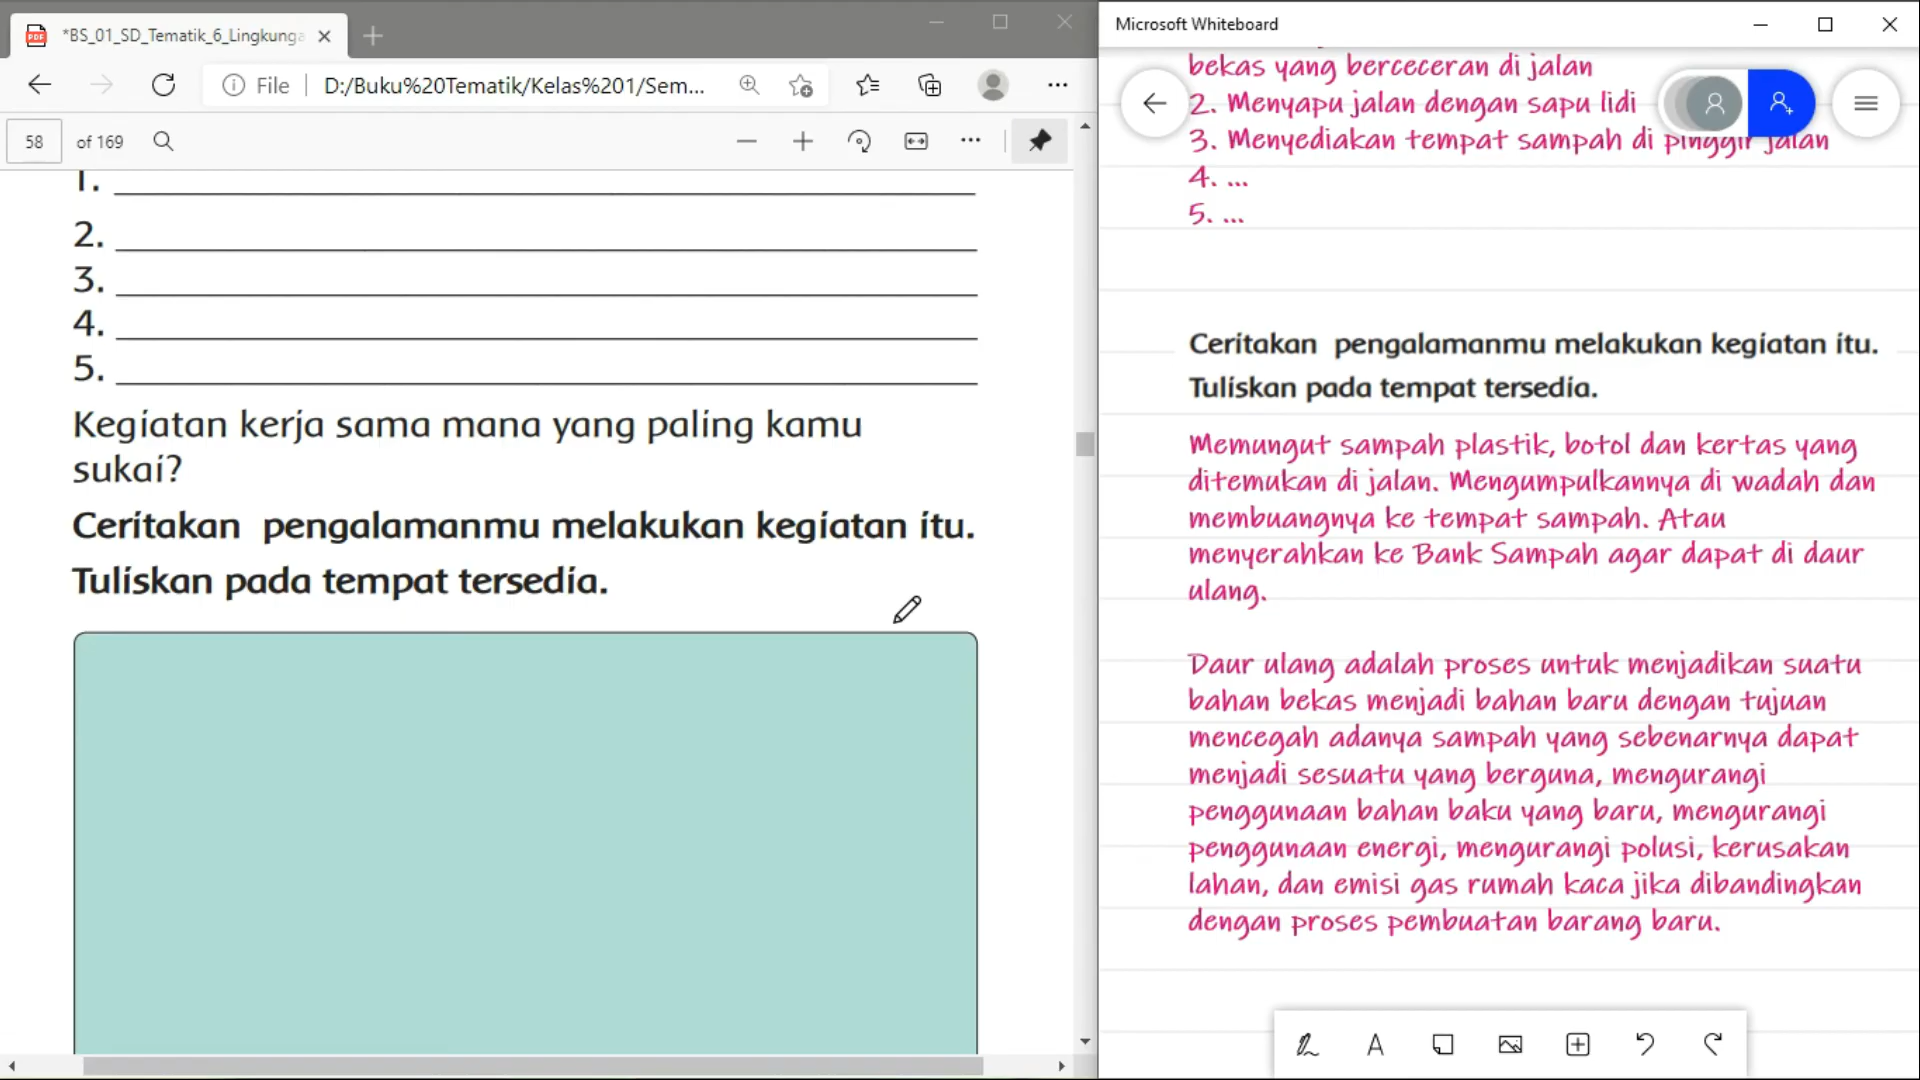 *BS_01_SD_Tematik_6_Lingkunga
File
D:/Buku%20Tematik/Kelas%201/Sem...
58
of 169
1.
2.
3.
4.
5.
Kegiatan kerja sama mana yang paling kamu
sukai?
Ceritakan pengalamanmu melakukan kegiatan itu.
Tuliskan pada tempat tersedia.
Microsoft Whiteboard
bekas yang berceceran di jalan
2. Menyapu jalan dengan sapu lidi
3. Menyediakan tempat sampah di pinggir jalan
4. ...
5. ...
Ceritakan pengalamanmu melakukan kegiatan itu.
Tuliskan pada tempat tersedia.
Memungut sampah plastik, botol dan kertas yang
ditemukan di jalan. Mengumpulkannya di wadah dan
membuangnya ke tempat sampah. Atau
menyerahkan ke Bank Sampah agar dapat di daur
ulang.
Daur ulang adalah proses untuk menjadikan suatu
bahan bekas menjadi bahan baru dengan tujuan
mencegah adanya sampah yang sebenarnya dapat
menjadi sesuatu yang berguna, mengurangi
penggunaan bahan baku yang baru, mengurangi
penggunaan energi, mengurangi polusi, kerusakan
lahan, dan emisi gas rumah kaca jika dibandingkan
dengan proses pembuatan barang baru.